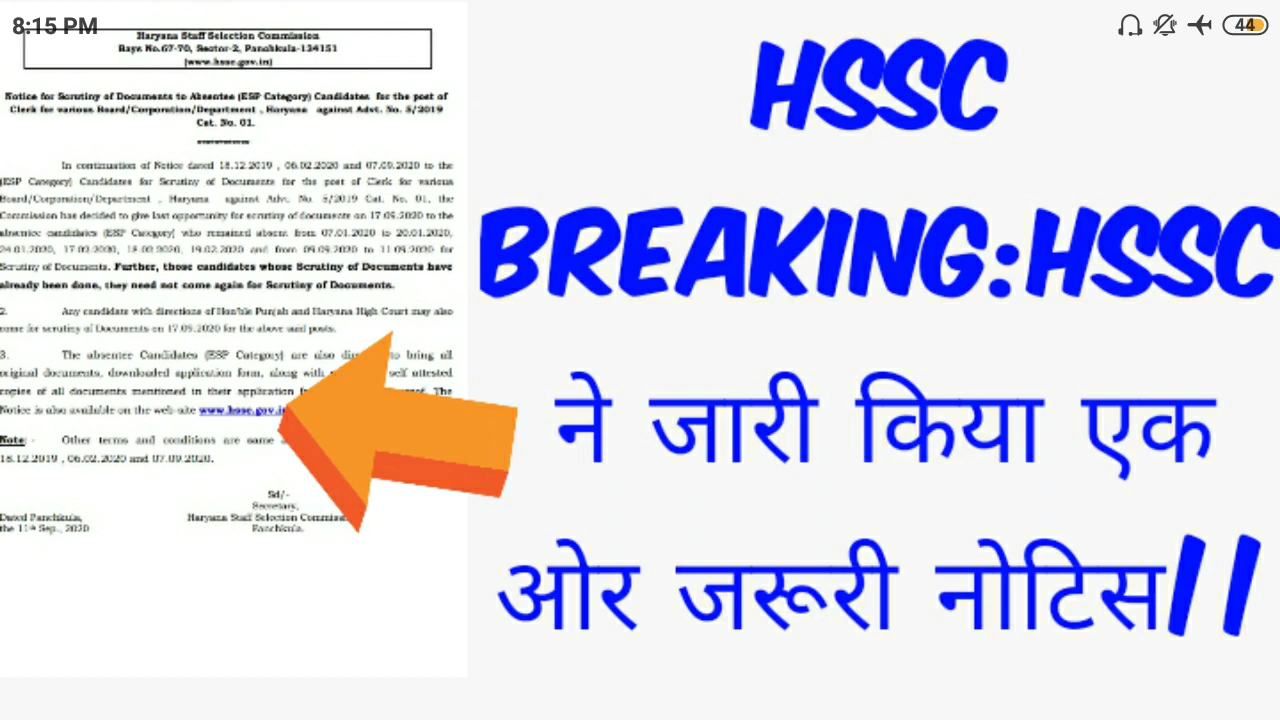 8:15 PM
44
Haryana Staff Selection Commission
Bays No.67-70, Sector-2, Panchkula-134151
(www.hssc.gov.in)
Notice for Scrutiny of Documents to Absentee (ESP Category) Candidates for the post of
Clerk for various Board/Corporation/Department , Haryana against Advt. No. 5/2019
Cat. No. 01.
In continuation of Notice dated 18.12.2019 , 06.02.2020 and 07.09.2020 to the
(ESP Category) Candidates for Scrutiny of Documents for the post of Clerk for various
Board/Corporation/Department , Haryana against Advt. No. 5/2019 Cat. No. 01, the
Commission has decided to give last opportunity for scrutiny of documents on 17.09.2020 to the
absentee candidates (ESP Category) who remained absent from 07.01.2020 to 20.01.2020,
24.01.2020, 17.02.2020, 18.02.2020, 19.02.2020 and from 09.09.2020 to 11.09.2020 for
Scrutiny of Documents. Further, those candidates whose Scrutiny of Documents have
already been done, they need not come again for Scrutiny of Documents.
2. Any candidate with directions of Hon'ble Punjab and Haryana High Court may also
come for scrutiny of Documents on 17.09.2020 for the above said posts.
3. The absentee Candidates (ESP Category) are also to bring all
original documents, downloaded application form, along with self attested
copies of all documents mentioned in their application The
Notice is also available on the web-site www.hssc.gov.in
Note: - Other terms and conditions are same
18.12.2019 , 06.02.2020 and 07.09.2020.
Sd/-
Secretary,
Dated Panchkula, Haryana Staff Selection
the 11th Sep., 2020 Panchkula.
HSSC
BREAKING:HSSC
ने जारी किया एक
ओर जरूरी नोटिस||